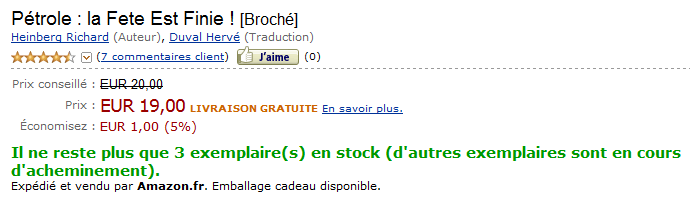 Pétrole : la Fete Est Finie ! [Broché]
Heinberg Richard (Auteur), Duval Hervé (Traduction)
(7 commentaires client) J'aime (0)
Prix conseillé : EUR 20,00
Prix : EUR 19,00 LIVRAISON GRATUITE En savoir plus.
Économisez : EUR 1,00 (5%)
Il ne reste plus que 3 exemplaire(s) en stock (d'autres exemplaires sont en cours
d'acheminement).
Expédié et vendu par Amazon.fr. Emballage cadeau disponible.